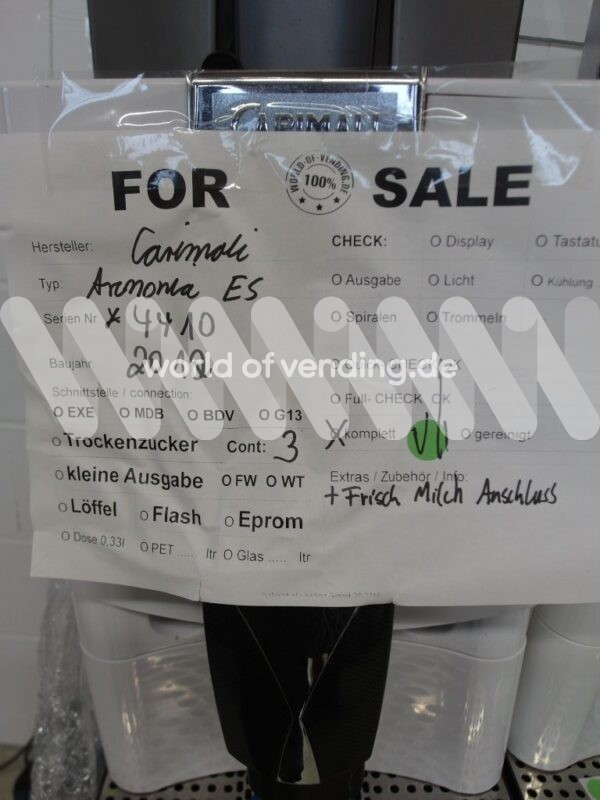 CARIMALI
FOR SALE
WORLD-OF-VENDING.DE
100%
Hersteller: Carimali
Typ: Armonia ES
Serien Nr * 4410
Baujahr:
Schnittstelle / connection:
O EXE O MDB O BDV O G13
O Trockenzucker Cont: 3
O kleine Ausgabe O FW O WT
O Löffel O Flash O Eprom
O Dose 0,33l O PET ..... ltr O Glas ..... ltr
CHECK: O Display O Tastatu
O Ausgabe O Licht O Kühlung
O Spiralen O Trommeln
O Full- CHECK OK
X komplett O gereinigt
Extras / Zubehör / Info:
+ Frisch Milch Anschluss
world of vending.de